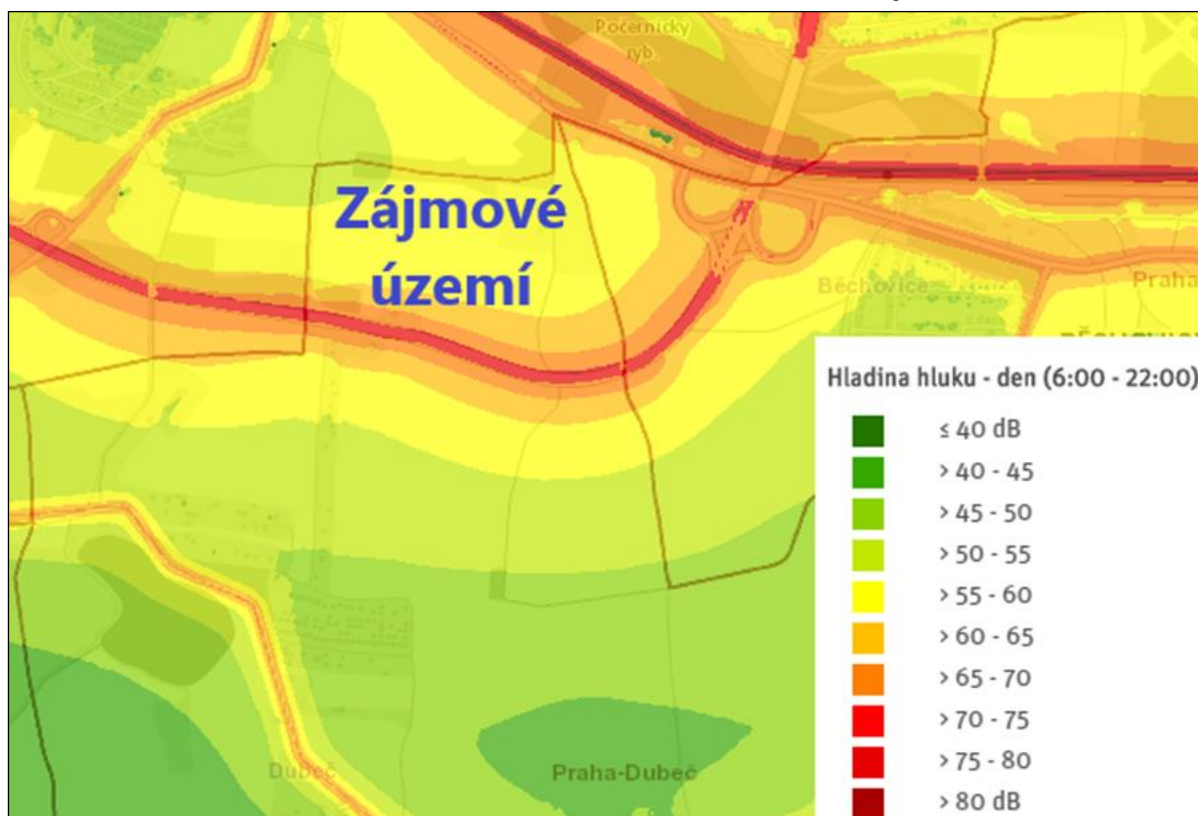 Počernický
ryb.
Zájmové
území
Běchovice
Praha
Hladina hluku - den (6:00 - 22:00)
≤ 40 dB
> 40 - 45
> 45 - 50
> 50 - 55
> 55 - 60
> 60 - 65
> 65 - 70
> 70 - 75
> 75 - 80
> 80 dB
Dubeč
Praha-Dubeč